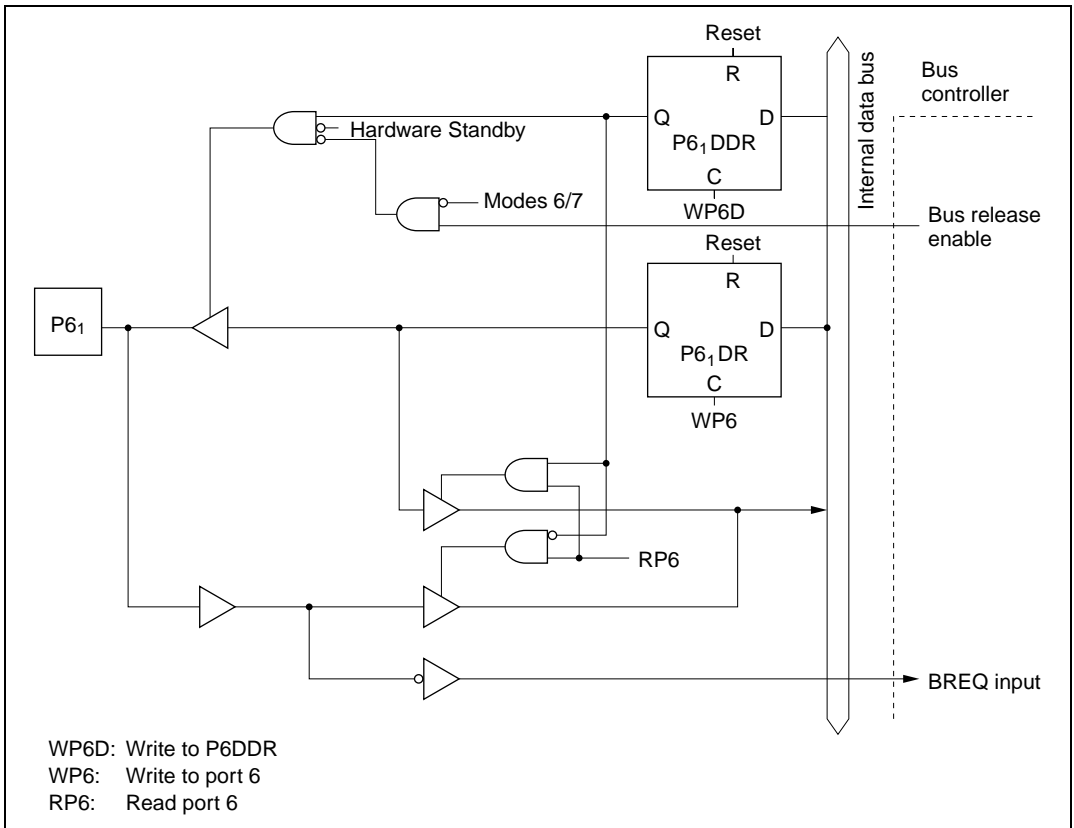 Reset
R
Q
D
P6₁DDR
C
WP6D
Hardware Standby
Modes 6/7
Internal data bus
Bus
controller
Bus release
enable
Reset
R
Q
D
P6₁DR
C
WP6
P6₁
RP6
BREQ input
WP6D: Write to P6DDR
WP6: Write to port 6
RP6: Read port 6